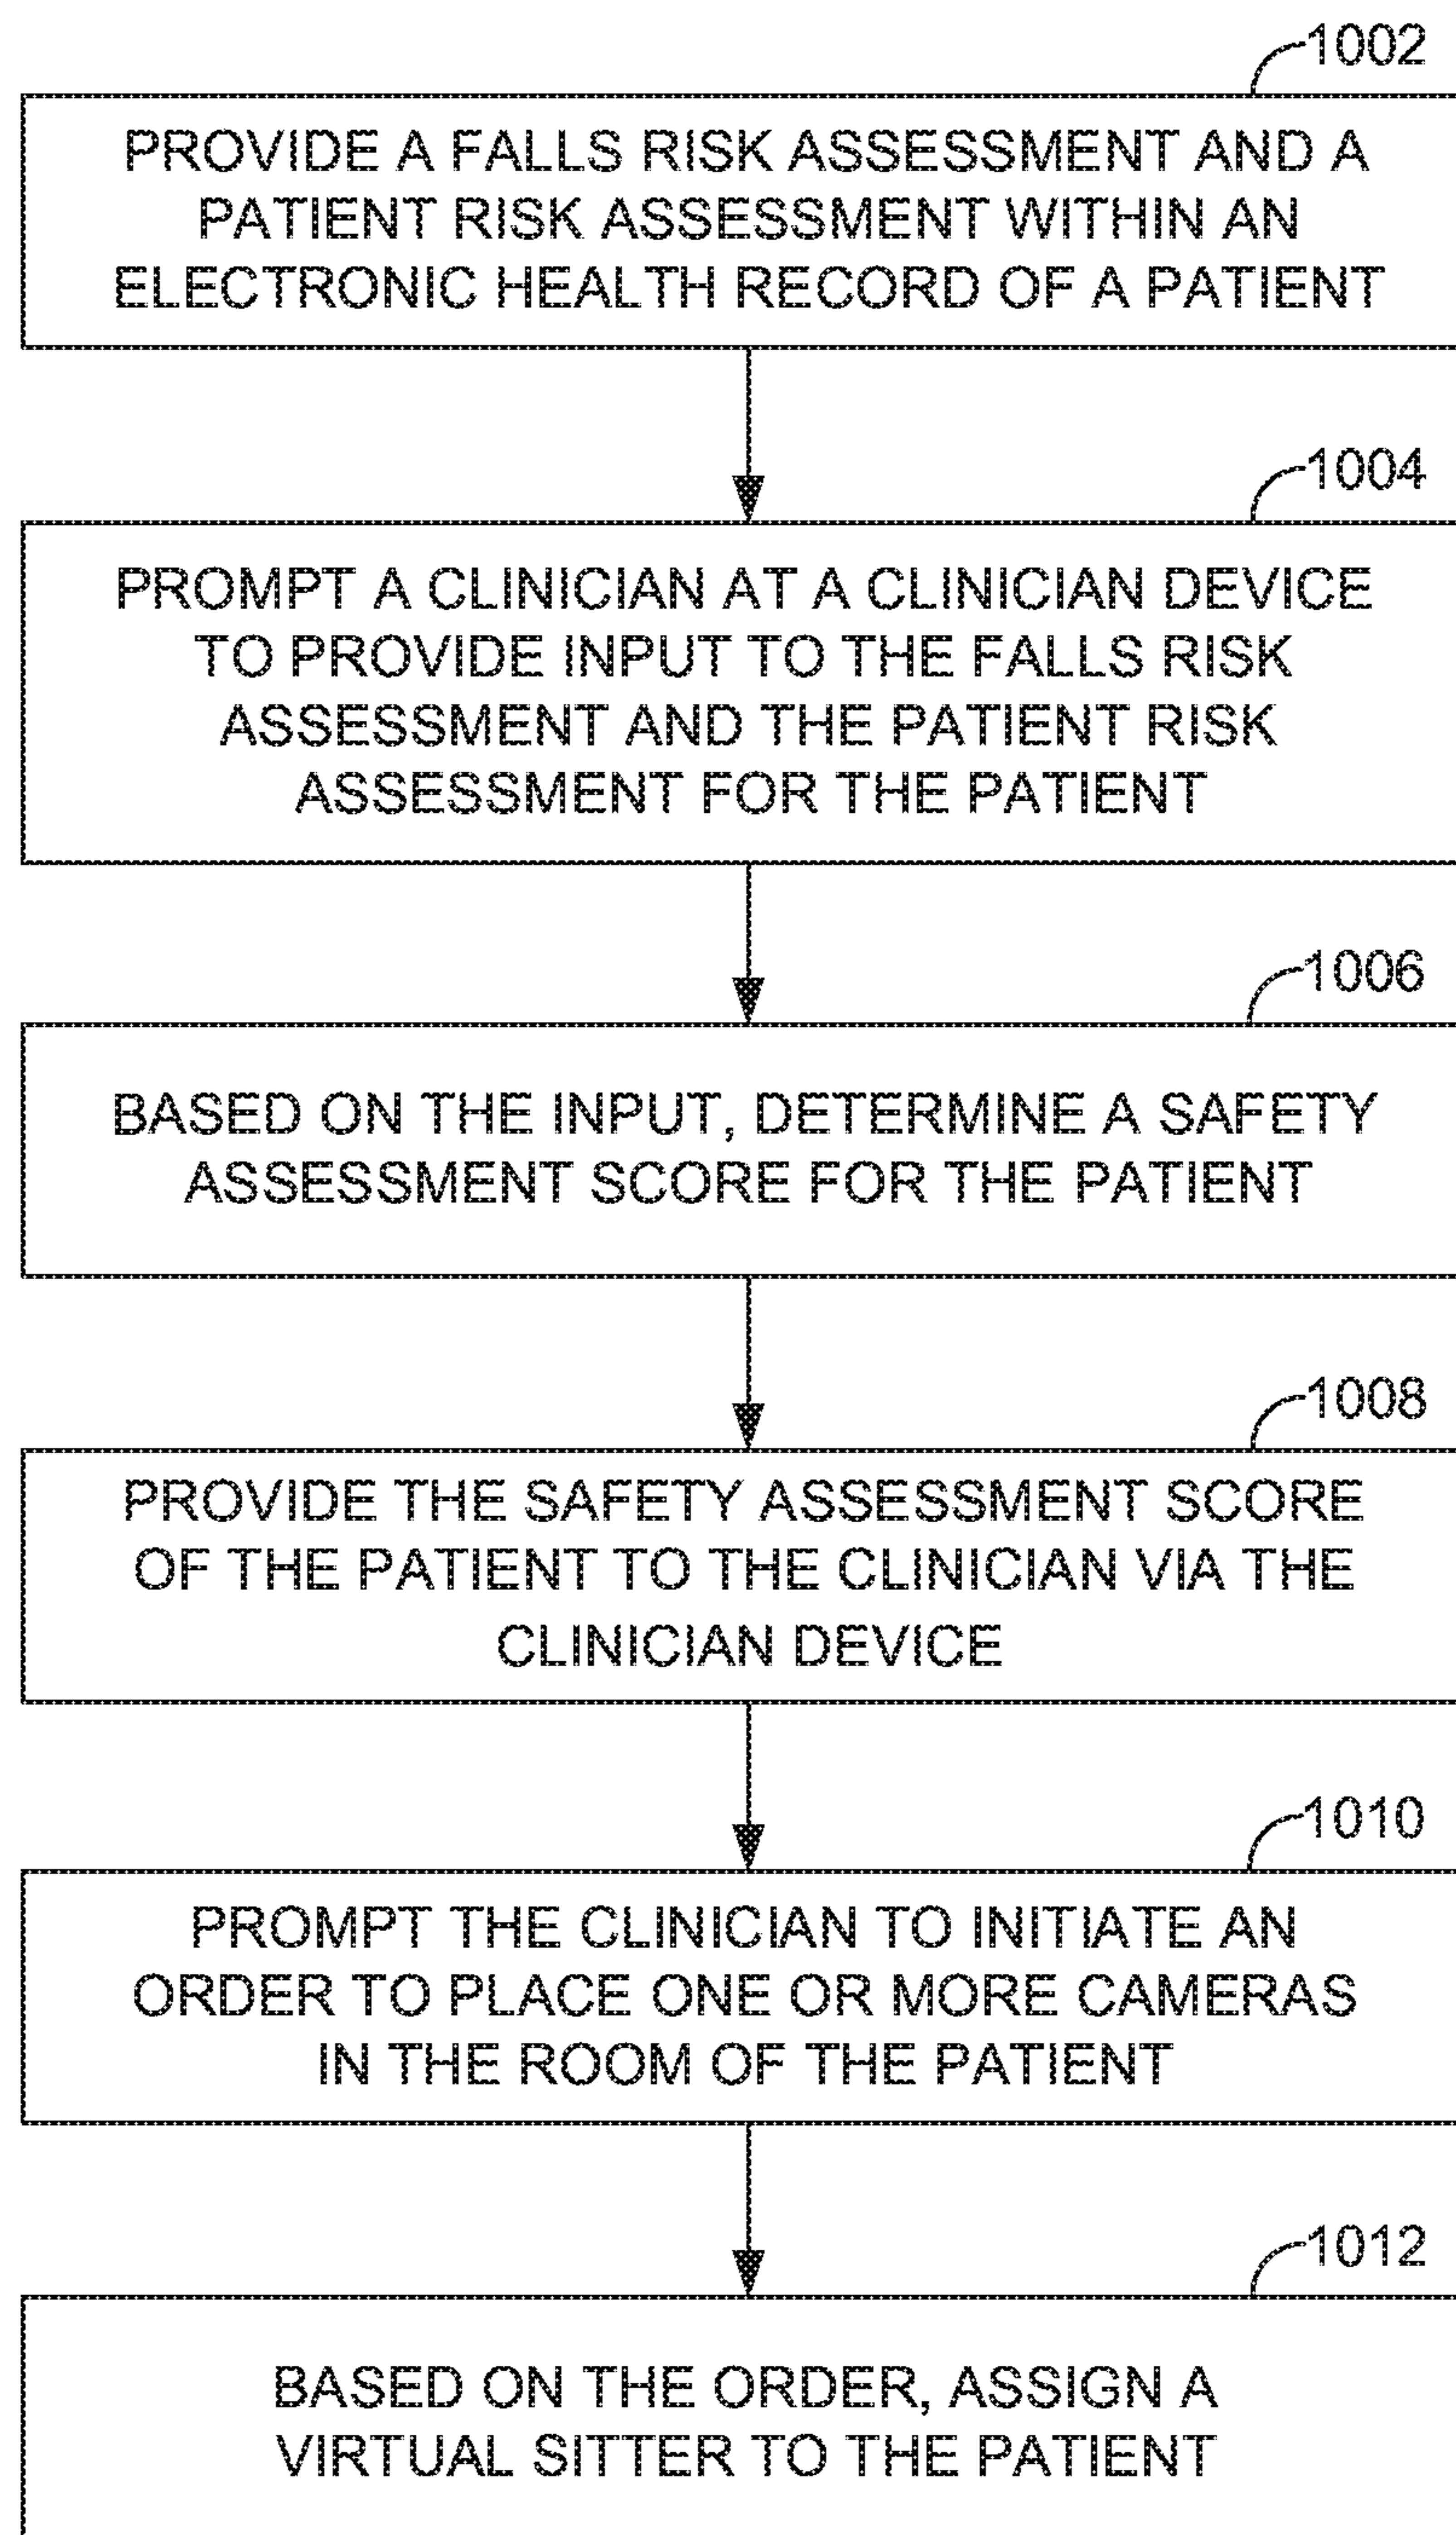 1002
PROVIDE A FALLS RISK ASSESSMENT AND A
PATIENT RISK ASSESSMENT WITHIN AN
ELECTRONIC HEALTH RECORD OF A PATIENT
1004
PROMPT A CLINICIAN AT A CLINICIAN DEVICE
TO PROVIDE INPUT TO THE FALLS RISK
ASSESSMENT AND THE PATIENT RISK
ASSESSMENT FOR THE PATIENT
1006
BASED ON THE INPUT, DETERMINE A SAFETY
ASSESSMENT SCORE FOR THE PATIENT
1008
PROVIDE THE SAFETY ASSESSMENT SCORE
OF THE PATIENT TO THE CLINICIAN VIA THE
CLINICIAN DEVICE
1010
PROMPT THE CLINICIAN TO INITIATE AN
ORDER TO PLACE ONE OR MORE CAMERAS
IN THE ROOM OF THE PATIENT
1012
BASED ON THE ORDER, ASSIGN A
VIRTUAL SITTER TO THE PATIENT